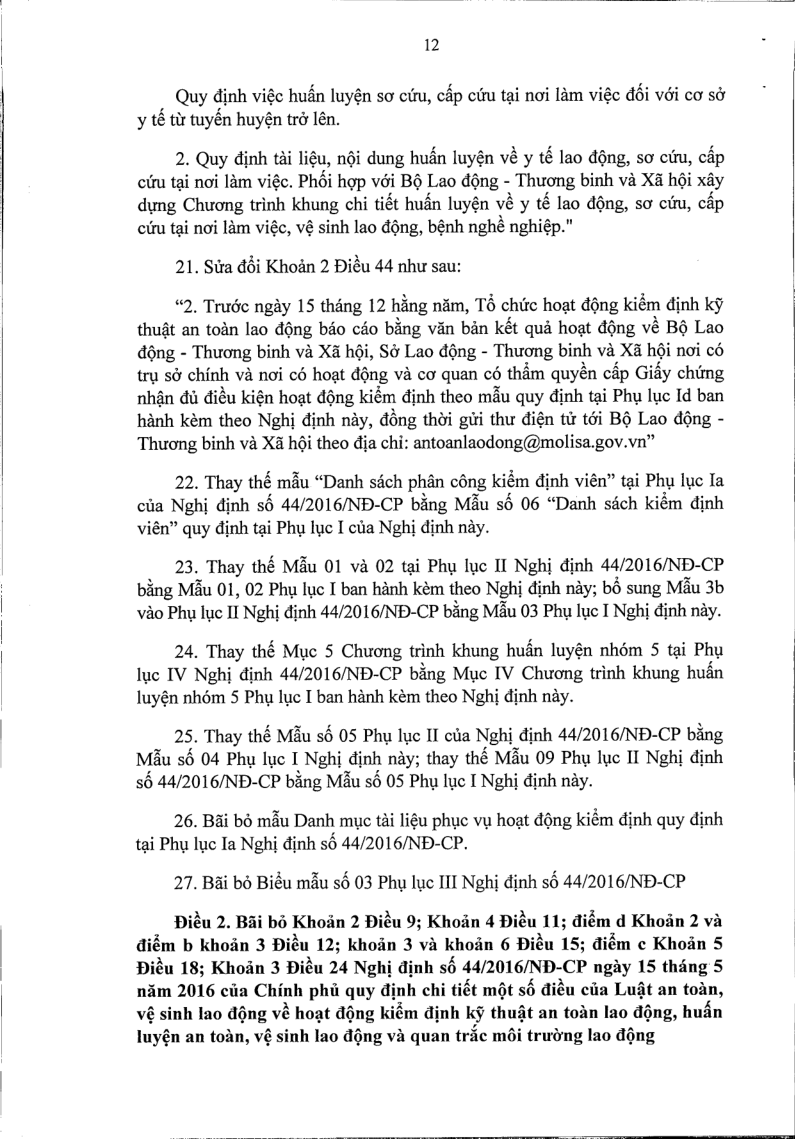 12
Quy định việc huấn luyện sơ cứu, cấp cứu tại nơi làm việc đối với cơ sở
y tế từ tuyến huyện trở lên.
2. Quy định tài liệu, nội dung huấn luyện về y tế lao động, sơ cứu, cấp
cứu tại nơi làm việc. Phối hợp với Bộ Lao động - Thương binh và Xã hội xây
dựng Chương trình khung chi tiết huấn luyện về y tế lao động, sơ cứu, cấp
cứu tại nơi làm việc, vệ sinh lao động, bệnh nghề nghiệp."
21. Sửa đổi Khoản 2 Điều 44 như sau:
“2. Trước ngày 15 tháng 12 hằng năm, Tổ chức hoạt động kiểm định kỹ
thuật an toàn lao động báo cáo bằng văn bản kết quả hoạt động về Bộ Lao
động - Thương binh và Xã hội, Sở Lao động - Thương binh và Xã hội nơi có
trụ sở chính và nơi có hoạt động và cơ quan có thẩm quyền cấp Giấy chứng
nhận đủ điều kiện hoạt động kiểm định theo mẫu quy định tại Phụ lục Id ban
hành kèm theo Nghị định này, đồng thời gửi thư điện tử tới Bộ Lao động -
Thương binh và Xã hội theo địa chỉ: antoanlaodong@molisa.gov.vn”
22. Thay thế mẫu “Danh sách phân công kiểm định viên” tại Phụ lục Ia
của Nghị định số 44/2016/NĐ-CP bằng Mẫu số 06 “Danh sách kiểm định
viên” quy định tại Phụ lục I của Nghị định này.
23. Thay thế Mẫu 01 và 02 tại Phụ lục II Nghị định 44/2016/NĐ-CP
bằng Mẫu 01, 02 Phụ lục I ban hành kèm theo Nghị định này; bổ sung Mẫu 3b
vào Phụ lục II Nghị định 44/2016/NĐ-CP bằng Mẫu 03 Phụ lục I Nghị định này.
24. Thay thế Mục 5 Chương trình khung huấn luyện nhóm 5 tại Phụ
lục IV Nghị định 44/2016/NĐ-CP bằng Mục IV Chương trình khung huấn
luyện nhóm 5 Phụ lục I ban hành kèm theo Nghị định này.
25. Thay thế Mẫu số 05 Phụ lục II của Nghị định 44/2016/NĐ-CP bằng
Mẫu số 04 Phụ lục I Nghị định này; thay thế Mẫu 09 Phụ lục II Nghị định
số 44/2016/NĐ-CP bằng Mẫu số 05 Phụ lục I Nghị định này.
26. Bãi bỏ mẫu Danh mục tài liệu phục vụ hoạt động kiểm định quy định
tại Phụ lục Ia Nghị định số 44/2016/NĐ-CP.
27. Bãi bỏ Biểu mẫu số 03 Phụ lục III Nghị định số 44/2016/NĐ-CP
Điều 2. Bãi bỏ Khoản 2 Điều 9; Khoản 4 Điều 11; điểm d Khoản 2 và
điểm b khoản 3 Điều 12; khoản 3 và khoản 6 Điều 15; điểm c Khoản 5
Điều 18; Khoản 3 Điều 24 Nghị định số 44/2016/NĐ-CP ngày 15 tháng 5
năm 2016 của Chính phủ quy định chi tiết một số điều của Luật an toàn,
vệ sinh lao động về hoạt động kiểm định kỹ thuật an toàn lao động, huấn
luyện an toàn, vệ sinh lao động và quan trắc môi trường lao động